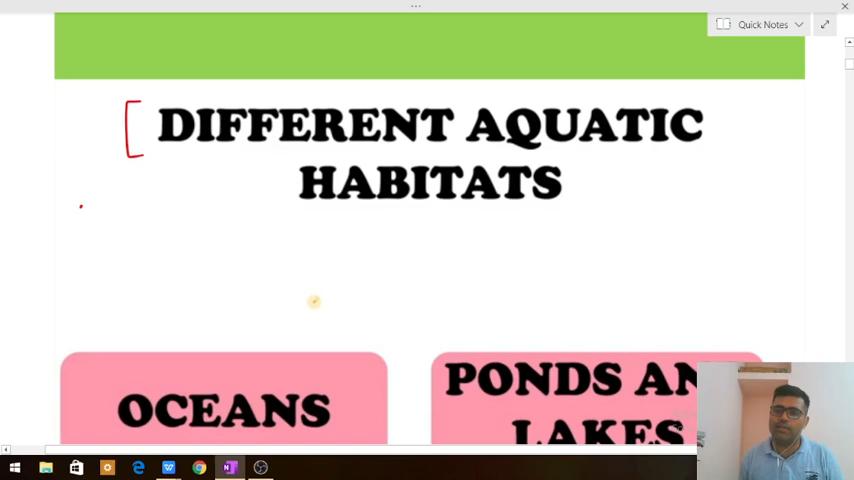 Quick Notes
DIFFERENT AQUATIC
HABITATS
OCEANS
PONDS AN
LAKES